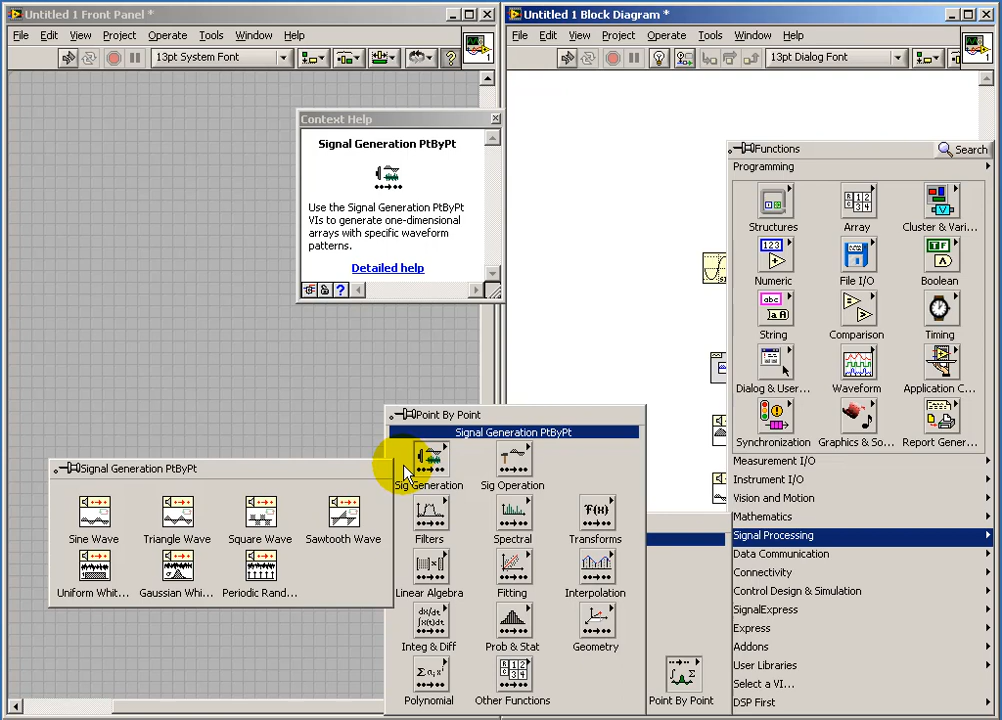 Untitled 1 Front Panel *
File Edit View Project Operate Tools Window Help
13pt System Font
1
Untitled 1 Block Diagram *
File Edit View Project Operate Tools Window Help
13pt Dialog Font
1
Context Help
Signal Generation PtByPt
Use the Signal Generation PtByPt
VIs to generate one-dimensional
arrays with specific waveform
patterns.
Detailed help
Functions
Search
Programming
Structures Array Cluster & Vari...
Numeric File I/O Boolean
String Comparison Timing
Dialog & User... Waveform Application C...
Synchronization Graphics & So... Report Gener...
Measurement I/O
Instrument I/O
Vision and Motion
Mathematics
Signal Processing
Data Communication
Connectivity
Control Design & Simulation
SignalExpress
Express
Addons
User Libraries
Select a VI...
DSP First
Point By Point
Point By Point
Signal Generation PtByPt
Sig Generation Sig Operation
Filters Spectral Transforms
Linear Algebra Fitting Interpolation
Integ & Diff Prob & Stat Geometry
Polynomial Other Functions
Signal Generation PtByPt
Sine Wave Triangle Wave Square Wave Sawtooth Wave
Uniform Whit... Gaussian Whi... Periodic Rand...